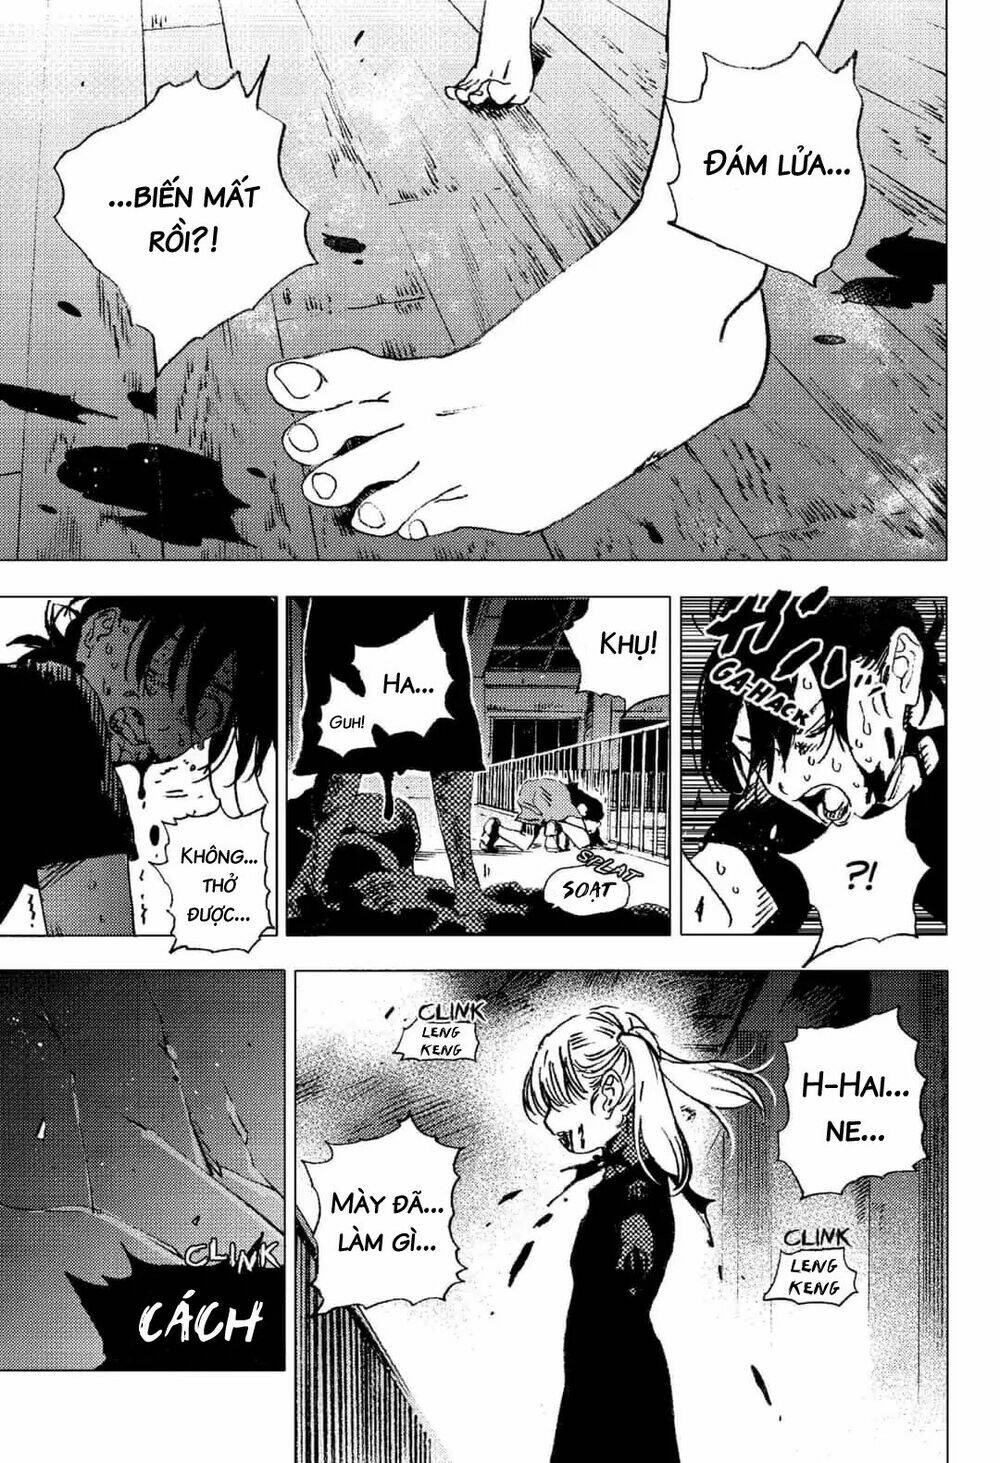 ĐÁM LỬA...
...BIẾN MẤT
RỒI?!
GA-HACK
?!
KHỤ!
HA...
GUH!
SPLAT
SOẠT
KHÔNG...
THỞ
ĐƯỢC...
H-HAI...
NE...
CLINK
LENG
KENG
CLINK
LENG
KENG
MÀY ĐÃ...
LÀM GÌ...
CLINK
CÁCH